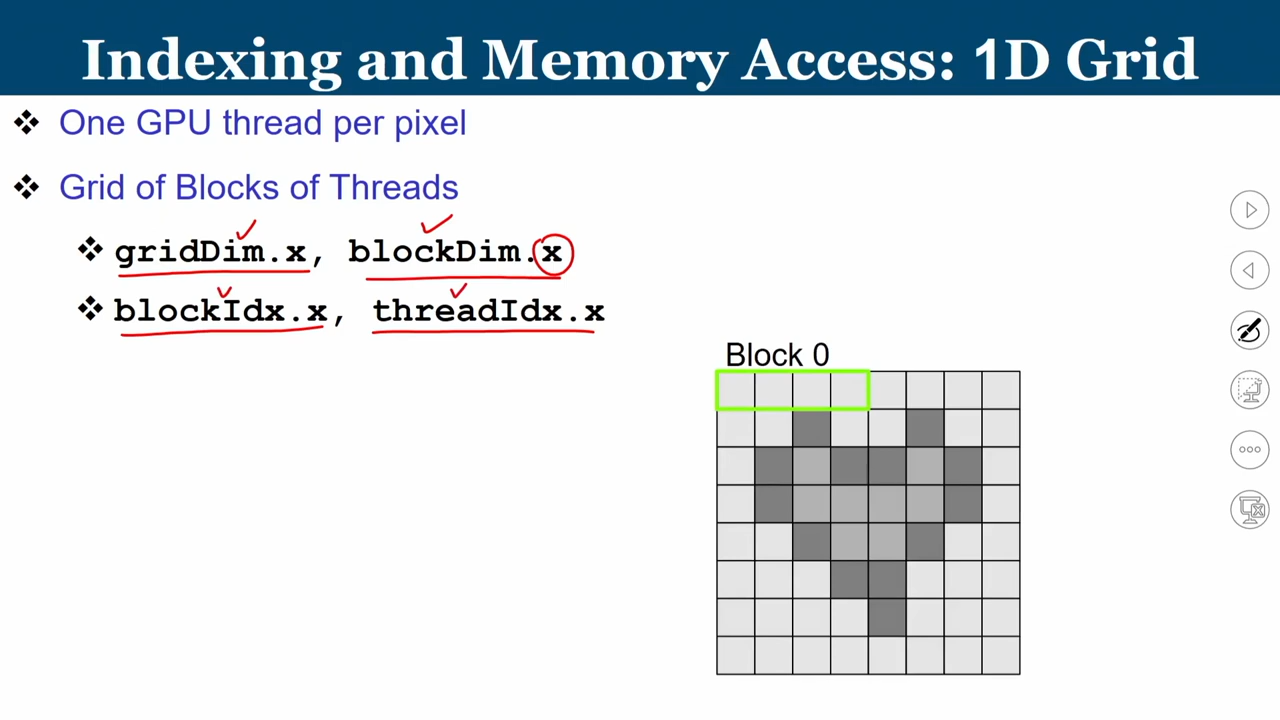 Indexing and Memory Access: 1D Grid
❖ One GPU thread per pixel
❖ Grid of Blocks of Threads
❖ gridDim.x, blockDim.x
❖ blockIdx.x, threadIdx.x
Block 0